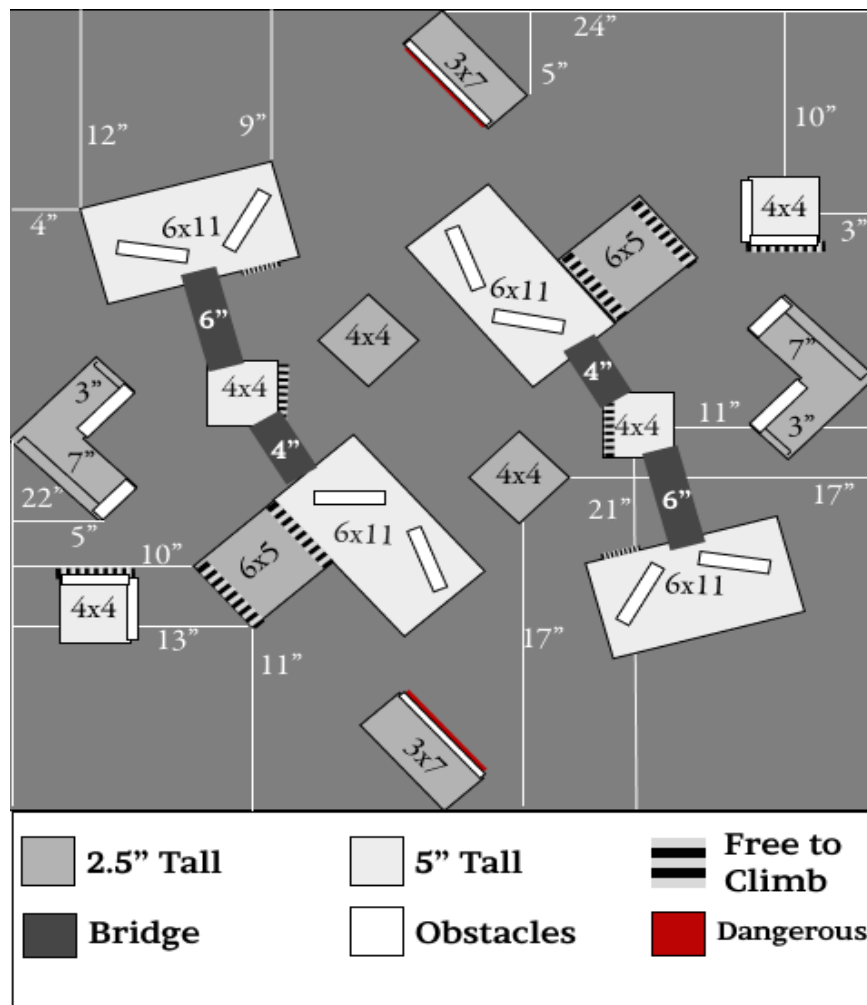 24”
3x7
5”
12”
9”
10”
4”
6x11
4x4
3”
6x5
6”
6x11
4x4
4”
7”
3”
4x4
4x4
11”
3”
7”
4”
4x4
6”
22”
5”
21”
17”
6x11
6x5
10”
4x4
6x11
13”
11”
17”
3x7
2.5” Tall
5” Tall
Free to
Climb
Bridge
Obstacles
Dangerous